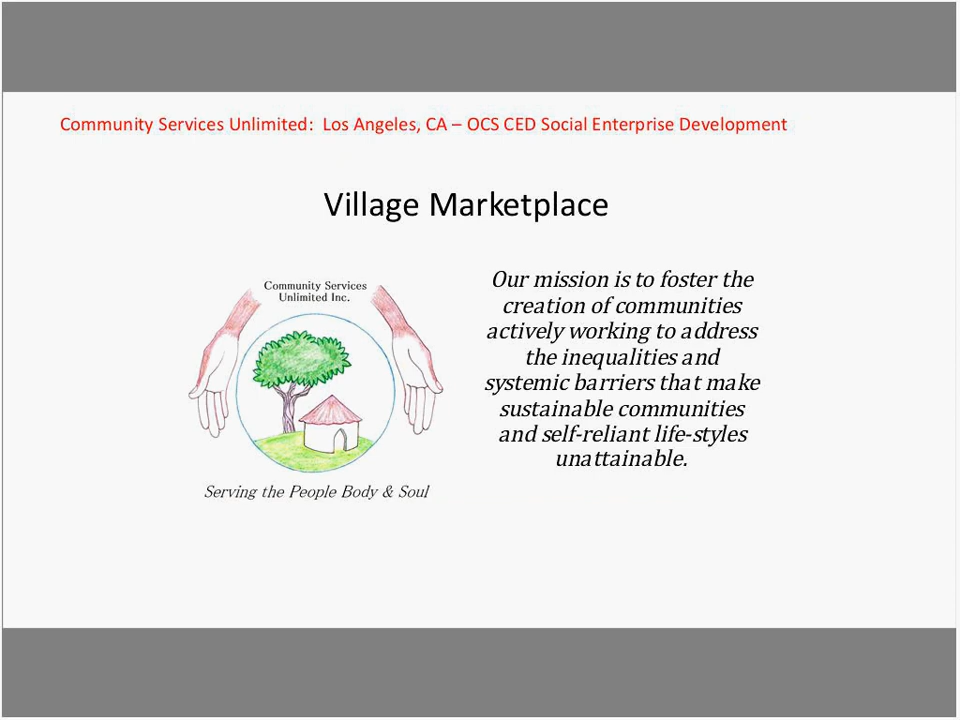 Community Services Unlimited:  Los Angeles, CA – OCS CED Social Enterprise Development
Village Marketplace
Community Services
Unlimited Inc.
Serving the People Body & Soul
Our mission is to foster the
creation of communities
actively working to address
the inequalities and
systemic barriers that make
sustainable communities
and self-reliant life-styles
unattainable.